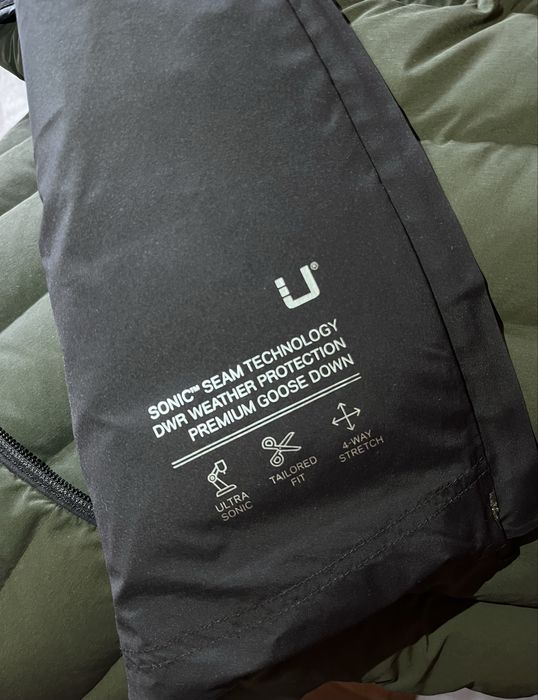 U®
SONIC™ SEAM TECHNOLOGY
DWR WEATHER PROTECTION
PREMIUM GOOSE DOWN
ULTRA
SONIC
TAILORED
FIT
4-WAY
STRETCH